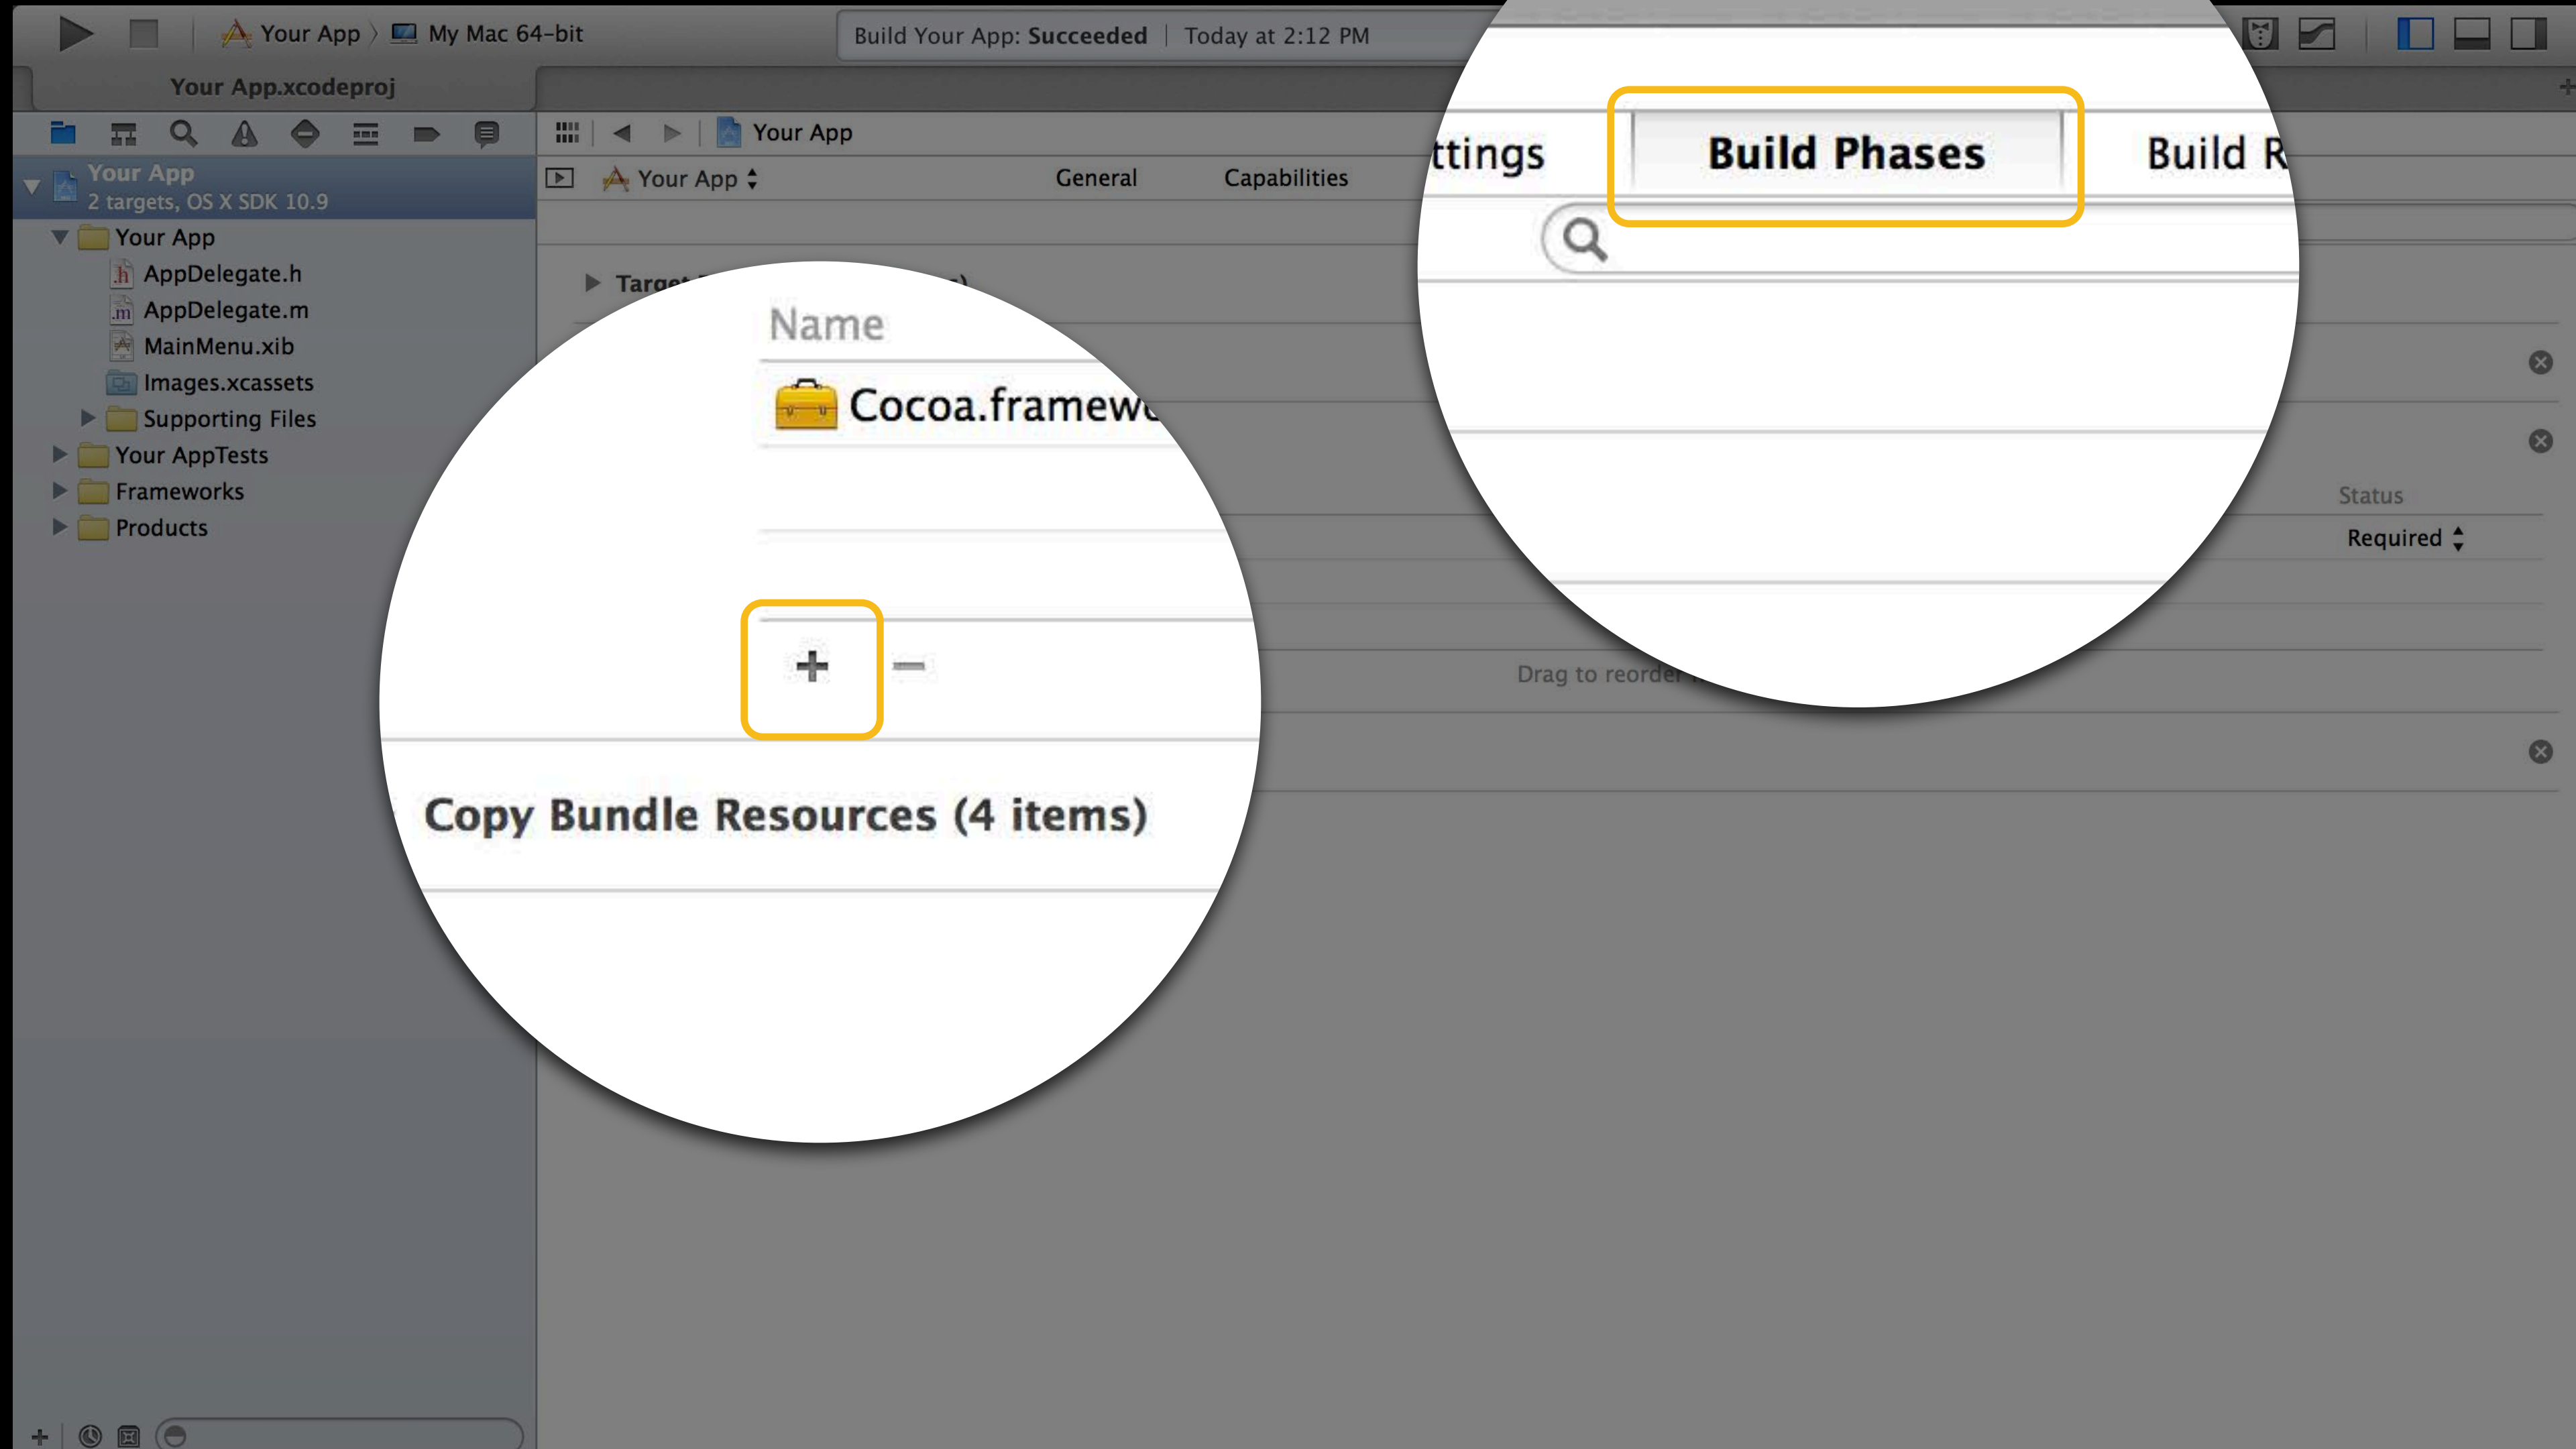 Your App 〉 My Mac 64-bit
Build Your App: Succeeded | Today at 2:12 PM
Your App.xcodeproj
Your App
Your App
2 targets, OS X SDK 10.9
Your App
General
Capabilities
ttings
Build Phases
Build R
Your App
AppDelegate.h
AppDelegate.m
MainMenu.xib
Images.xcassets
Supporting Files
Your AppTests
Frameworks
Products
Name
Cocoa.framewo
Status
Required
Drag to reorder
Copy Bundle Resources (4 items)